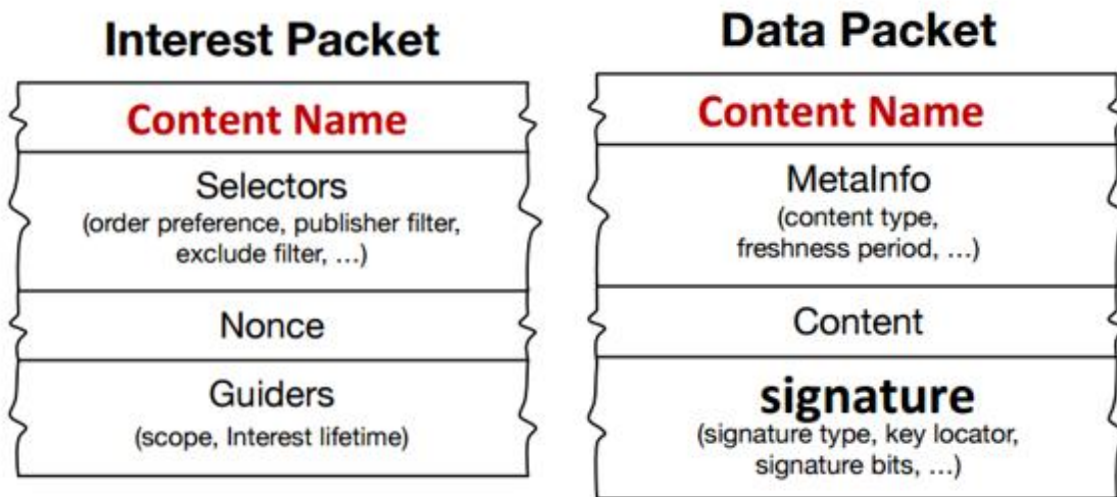 Interest Packet
Content Name
Selectors
(order preference, publisher filter,
exclude filter, ...)
Nonce
Guiders
(scope, Interest lifetime)
Data Packet
Content Name
MetaInfo
(content type,
freshness period, ...)
Content
signature
(signature type, key locator,
signature bits, ...)